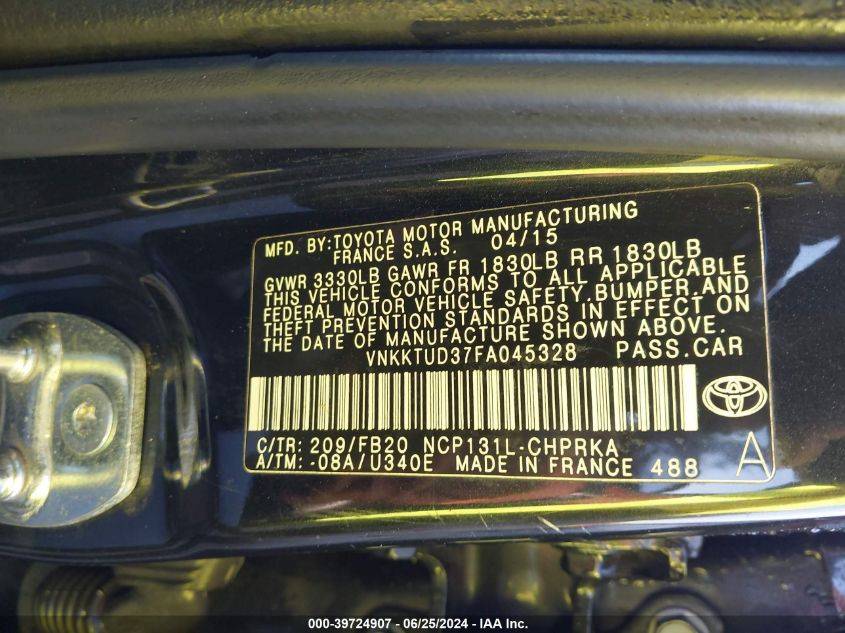 MFD. BY:TOYOTA MOTOR MANUFACTURING
FRANCE S.A.S. 04/15
GVWR 3330LB GAWR FR 1830LB RR 1830LB
THIS VEHICLE CONFORMS TO ALL APPLICABLE
FEDERAL MOTOR VEHICLE SAFETY,BUMPER,AND
THEFT PREVENTION STANDARDS IN EFFECT ON
THE DATE OF MANUFACTURE SHOWN ABOVE.
VNKKTUD37FA045328 PASS.CAR
C/TR: 209/FB20 NCP131L-CHPRKA
A/TM: -08A/U340E MADE IN FRANCE 488 A
000-39724907 - 06/25/2024 - IAA Inc.